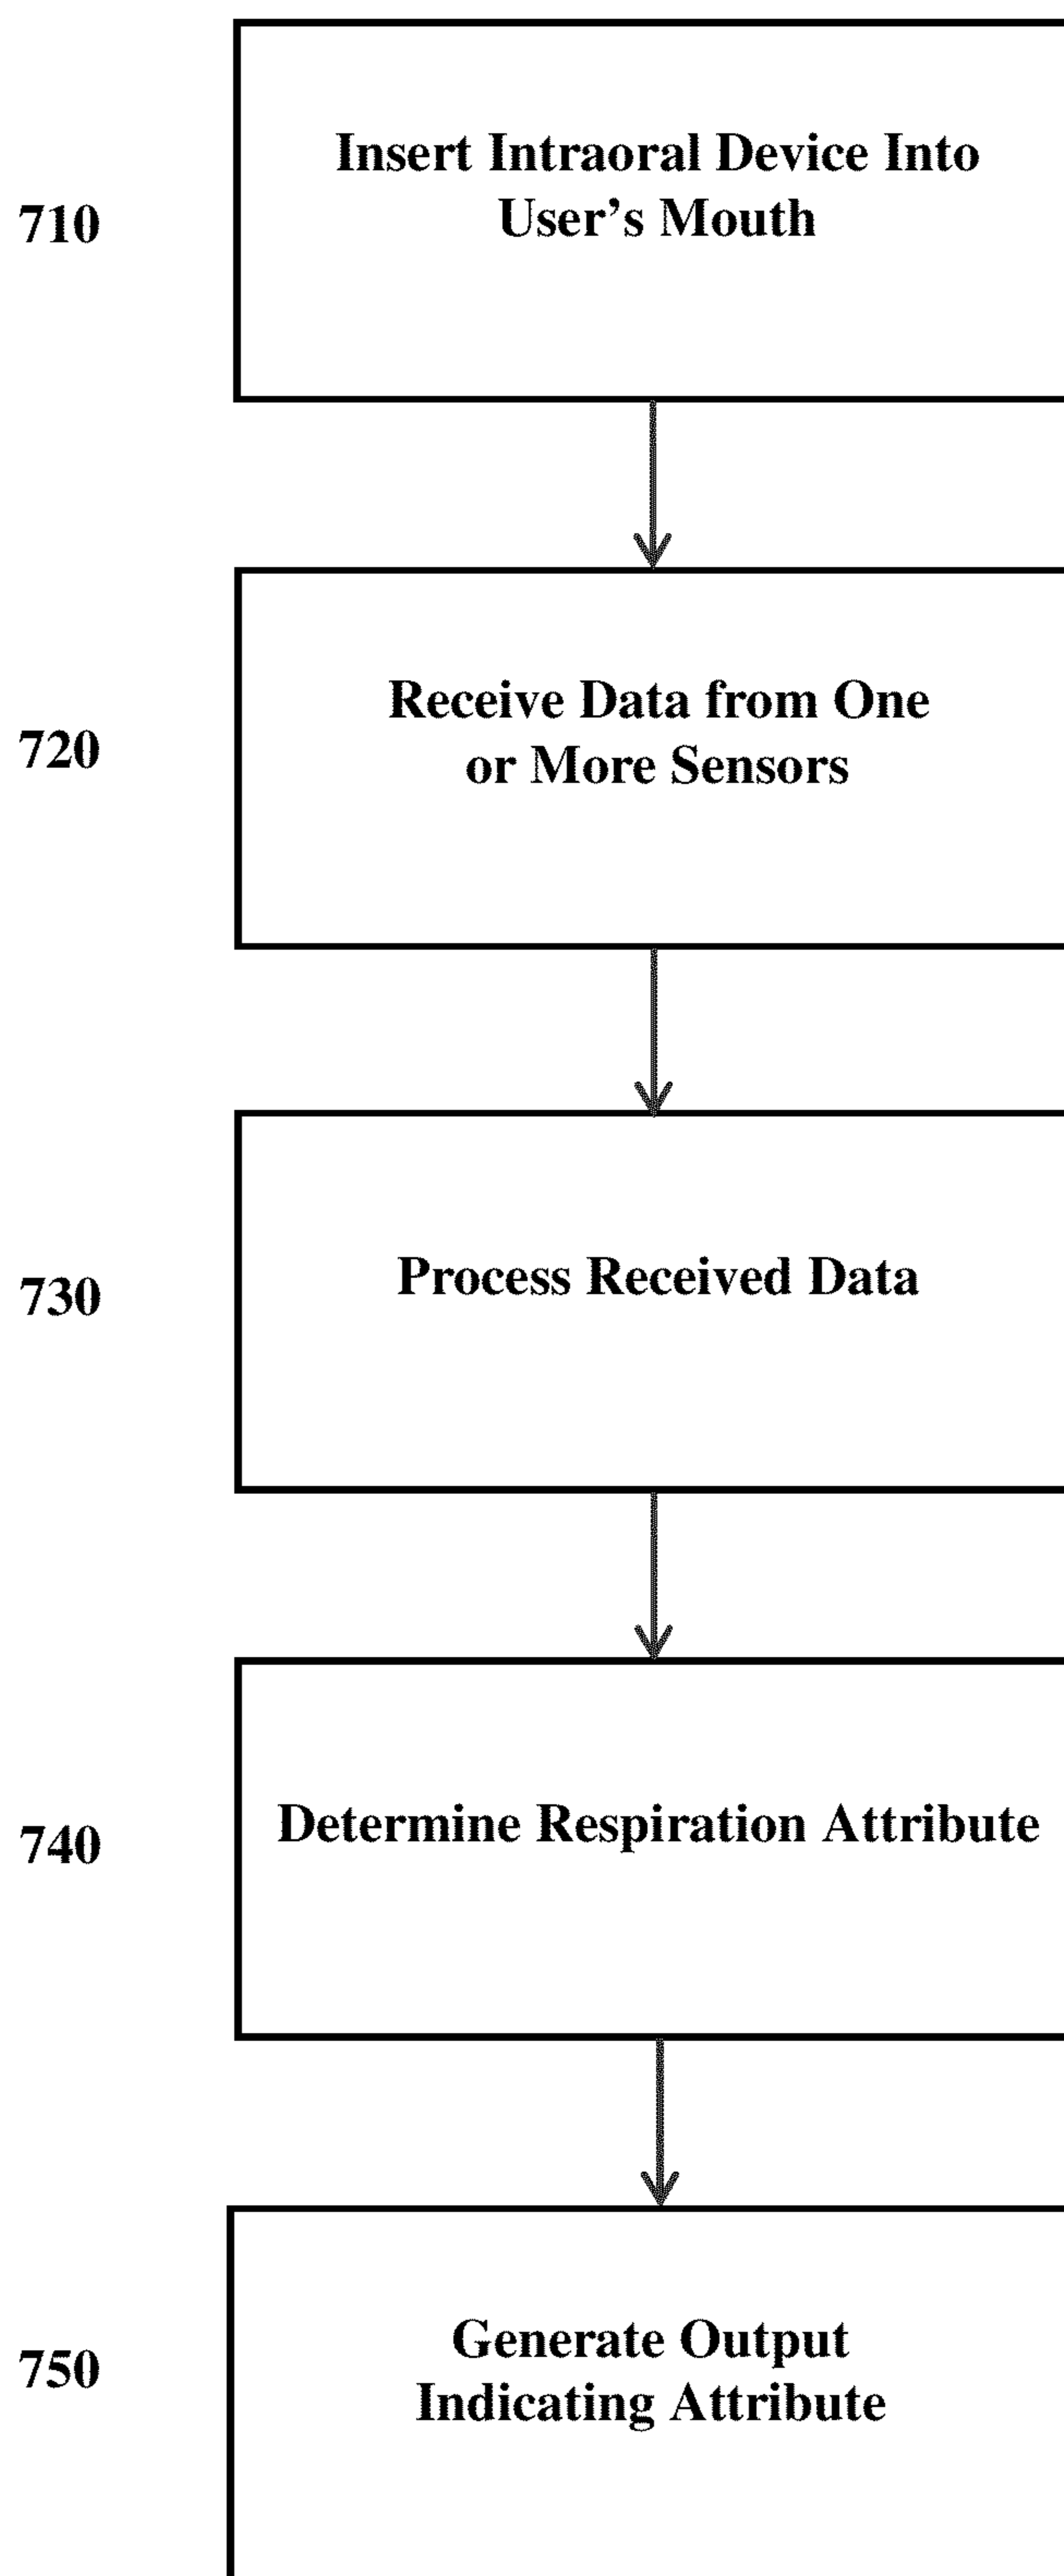 Insert Intraoral Device Into
User's Mouth
710
Receive Data from One
or More Sensors
720
Process Received Data
730
Determine Respiration Attribute
740
Generate Output
Indicating Attribute
750